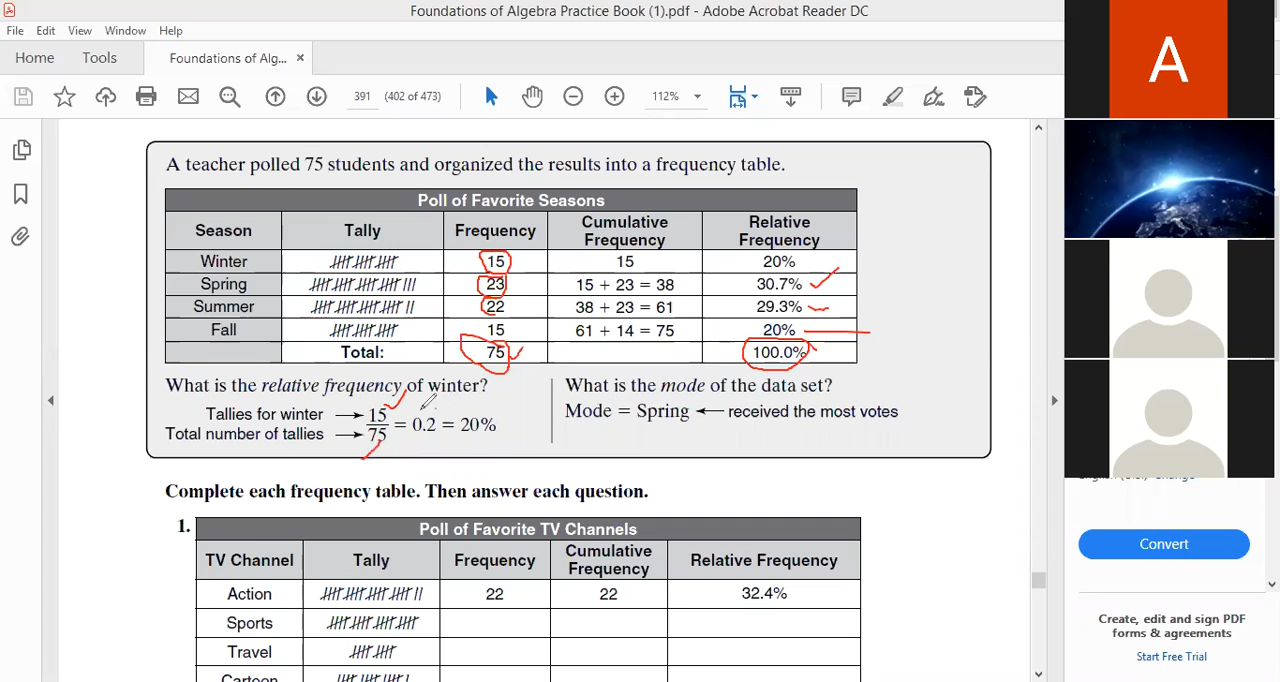 Foundations of Algebra Practice Book (1).pdf - Adobe Acrobat Reader DC
File Edit View Window Help
Home Tools Foundations of Alg... ×
391 (402 of 473) 112%
A
A teacher polled 75 students and organized the results into a frequency table.
Poll of Favorite Seasons
Season Tally Frequency Cumulative Frequency Relative Frequency
Winter 15 15 20%
Spring 23 15 + 23 = 38 30.7%
Summer 22 38 + 23 = 61 29.3%
Fall 15 61 + 14 = 75 20%
Total: 75 100.0%
What is the relative frequency of winter?
Tallies for winter → 15
Total number of tallies → 75 = 0.2 = 20%
What is the mode of the data set?
Mode = Spring ← received the most votes
Complete each frequency table. Then answer each question.
1. Poll of Favorite TV Channels
TV Channel Tally Frequency Cumulative Frequency Relative Frequency
Action 22 22 32.4%
Sports
Travel
Cartoon
Convert
Create, edit and sign PDF
forms & agreements
Start Free Trial